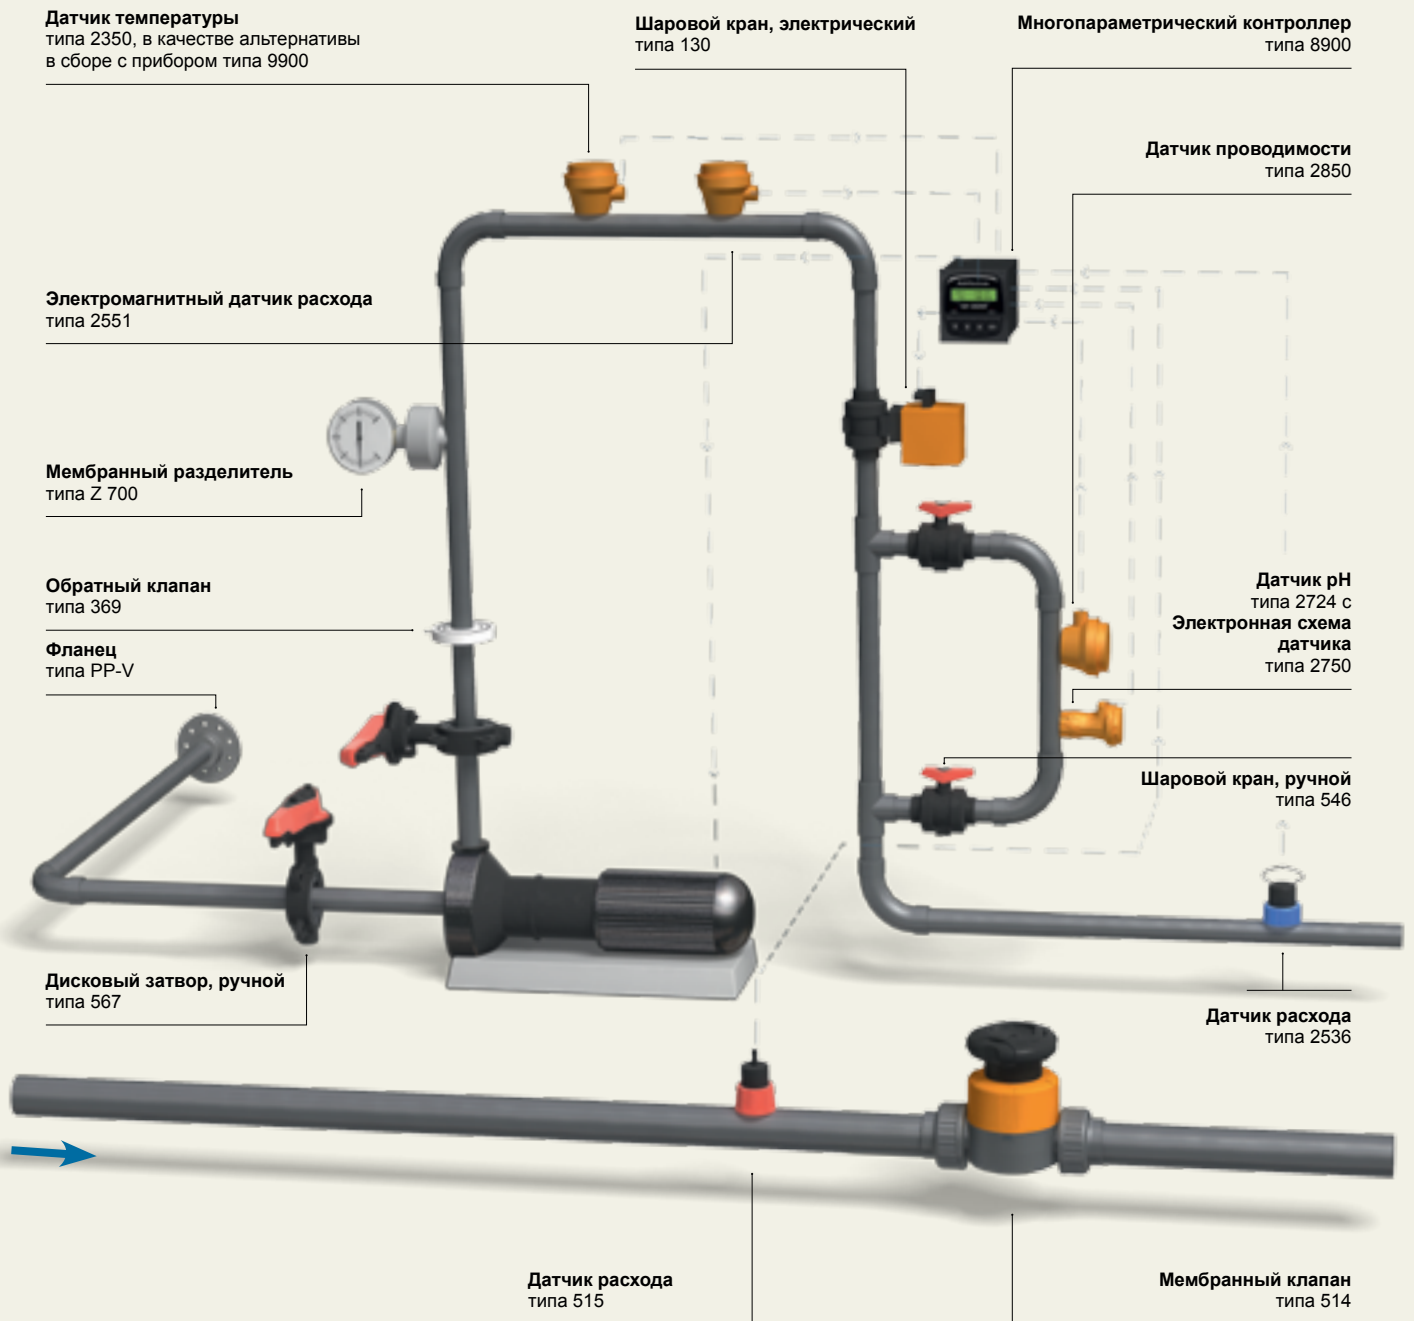 Датчик температуры
типа 2350, в качестве альтернативы
в сборе с прибором типа 9900
Шаровой кран, электрический
типа 130
Многопараметрический контроллер
типа 8900
Датчик проводимости
типа 2850
Электромагнитный датчик расхода
типа 2551
Мембранный разделитель
типа Z 700
Обратный клапан
типа 369
Фланец
типа PP-V
Датчик pH
типа 2724 с
Электронная схема
датчика
типа 2750
Шаровой кран, ручной
типа 546
Дисковый затвор, ручной
типа 567
Датчик расхода
типа 2536
Датчик расхода
типа 515
Мембранный клапан
типа 514